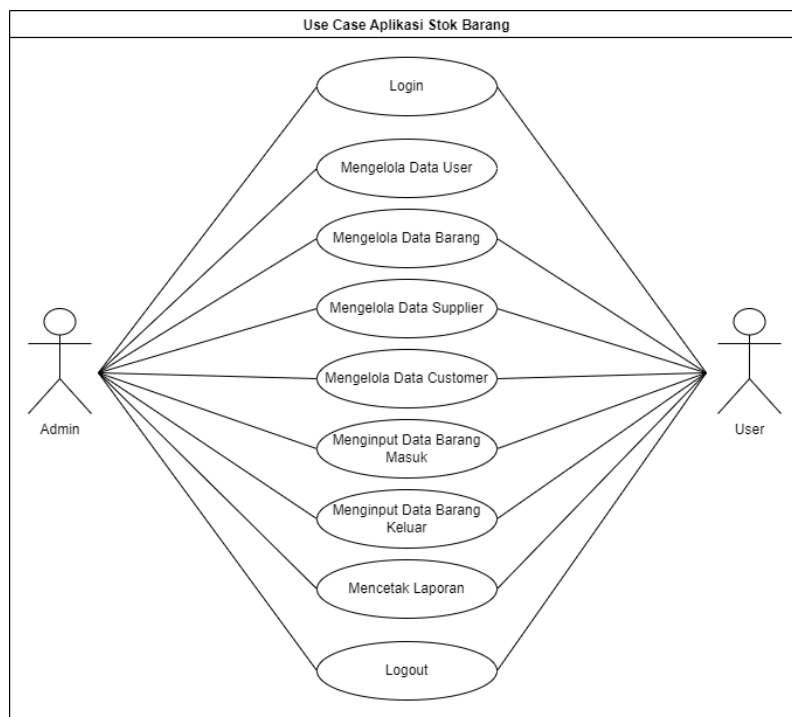 Use Case Aplikasi Stok Barang
Login
Mengelola Data User
Mengelola Data Barang
Mengelola Data Supplier
Mengelola Data Customer
Admin
User
Menginput Data Barang
Masuk
Menginput Data Barang
Keluar
Mencetak Laporan
Logout